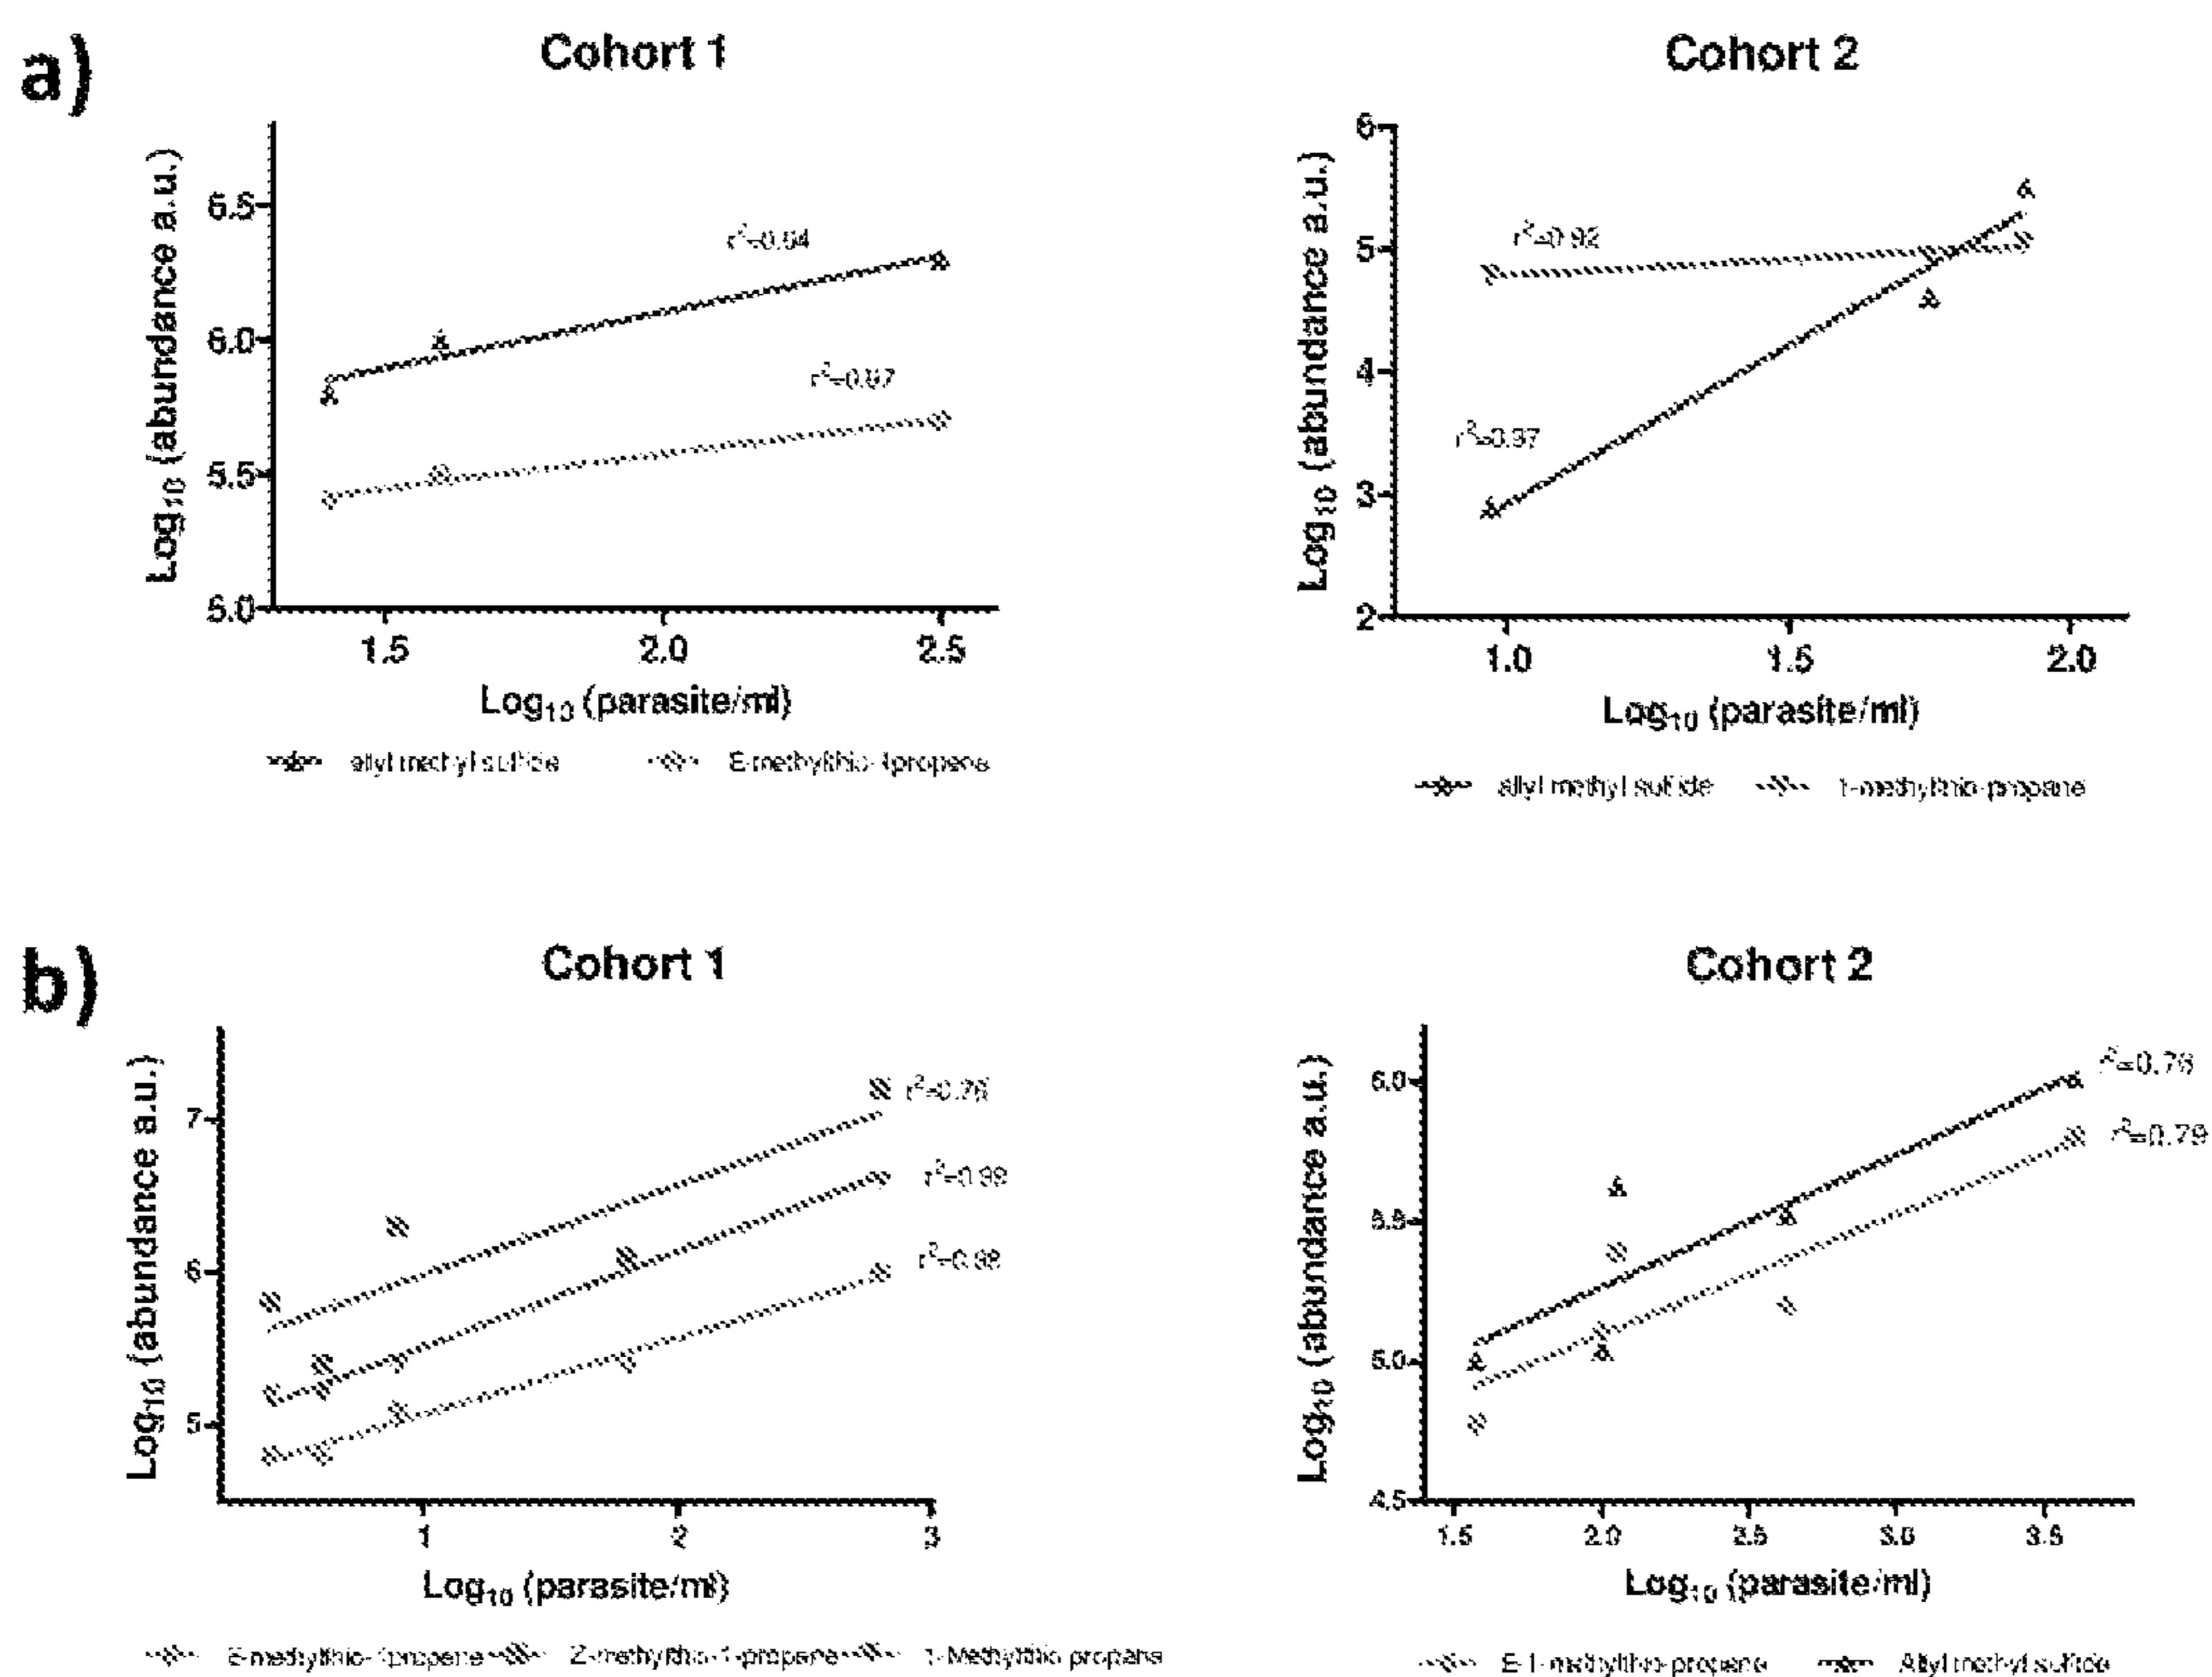 a)
Cohort 1
Cohort 2
Log10 (abundance a.u.)
6.5
6.0
5.5
5.0
r²=0.94
r²=0.97
1.5 2.0 2.5
Log10 (parasite/ml)
allyl methyl sulfide E-methylthio-1propene
Log10 (abundance a.u.)
6
5
4
3
2
r²=0.92
r²=0.97
1.0 1.5 2.0
Log10 (parasite/ml)
allyl methyl sulfide 1-methylthio-propane
b)
Cohort 1
Cohort 2
Log10 (abundance a.u.)
7
6
5
r²=0.98
1 2 3
Log10 (parasite/ml)
E-methylthio-1propene Z-methylthio-1-propene 1-Methylthio propane
Log10 (abundance a.u.)
6.0
5.5
5.0
4.5
r²=0.79
1.5 2.0 2.5 3.0 3.5
Log10 (parasite/ml)
E-1-methylthio-propene Allyl methyl sulfide